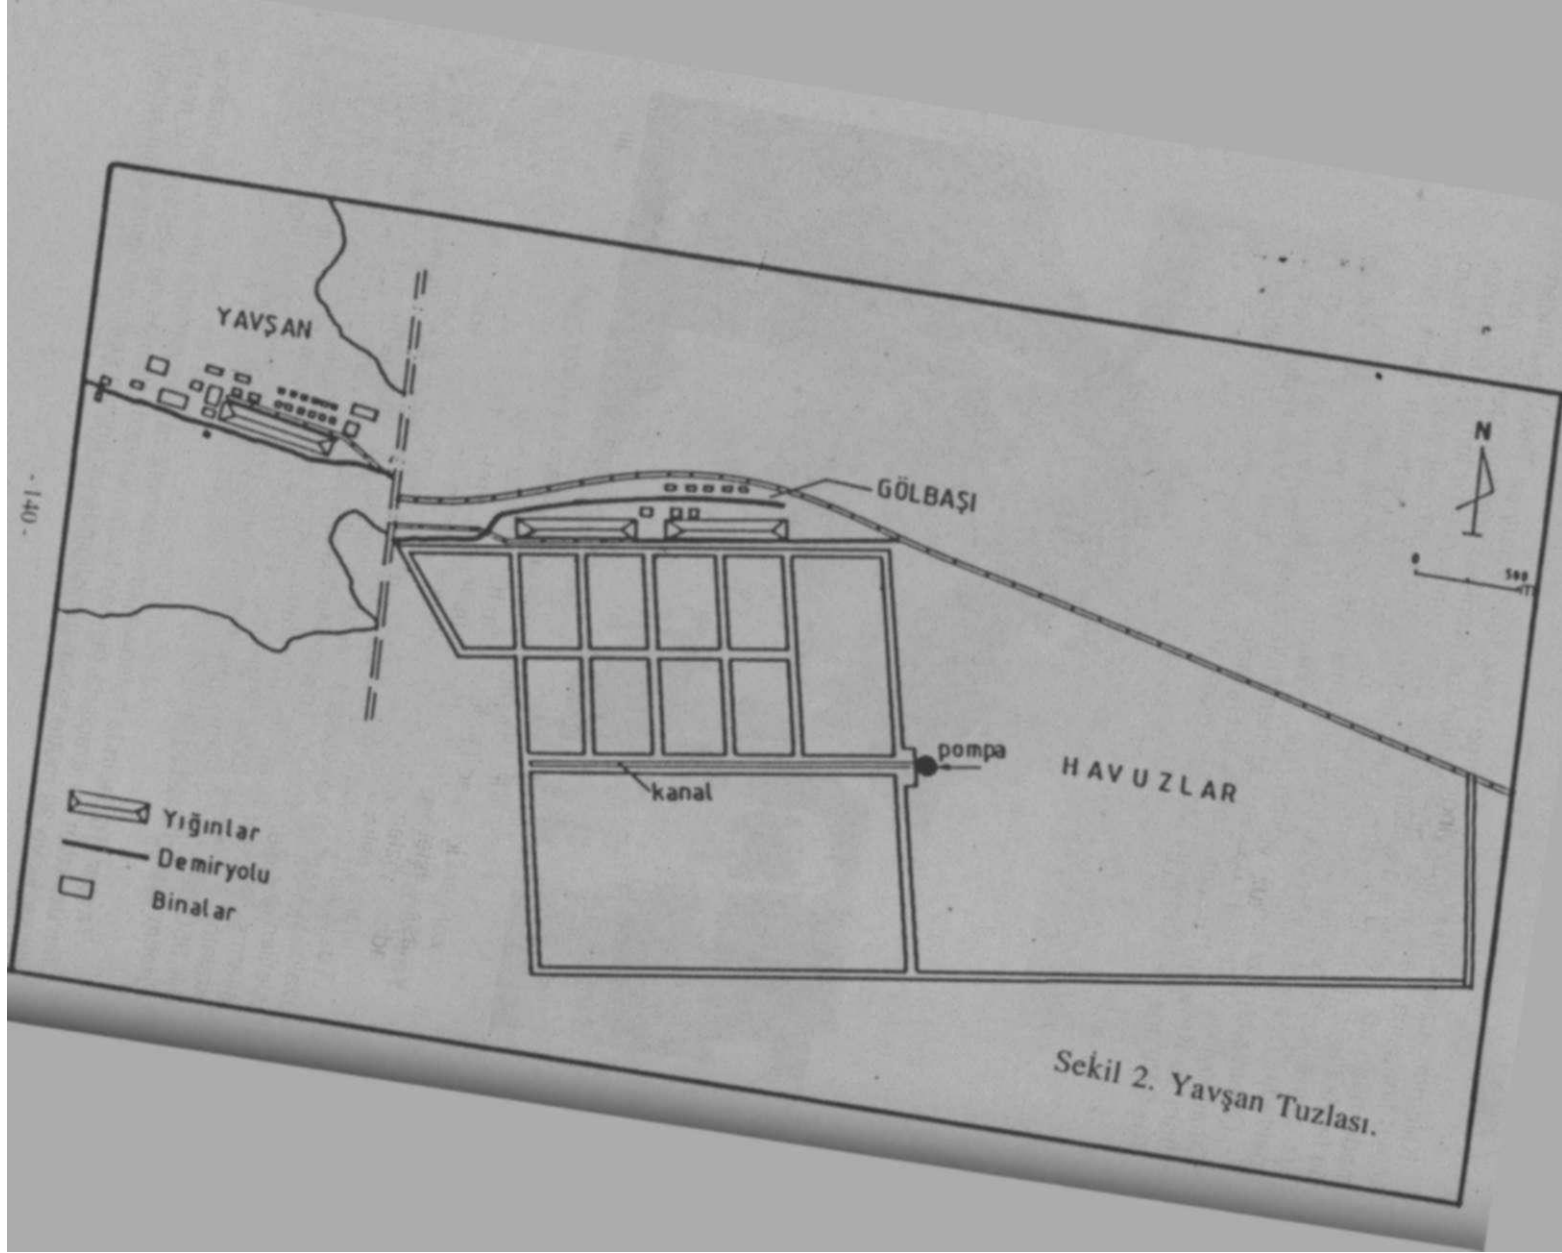 YAVŞAN
N
GÖLBAŞI
0 500
m
pompa
HAVUZLAR
kanal
Yığınlar
Demiryolu
Binalar
Sekil 2. Yavşan Tuzlası.
- 140 -